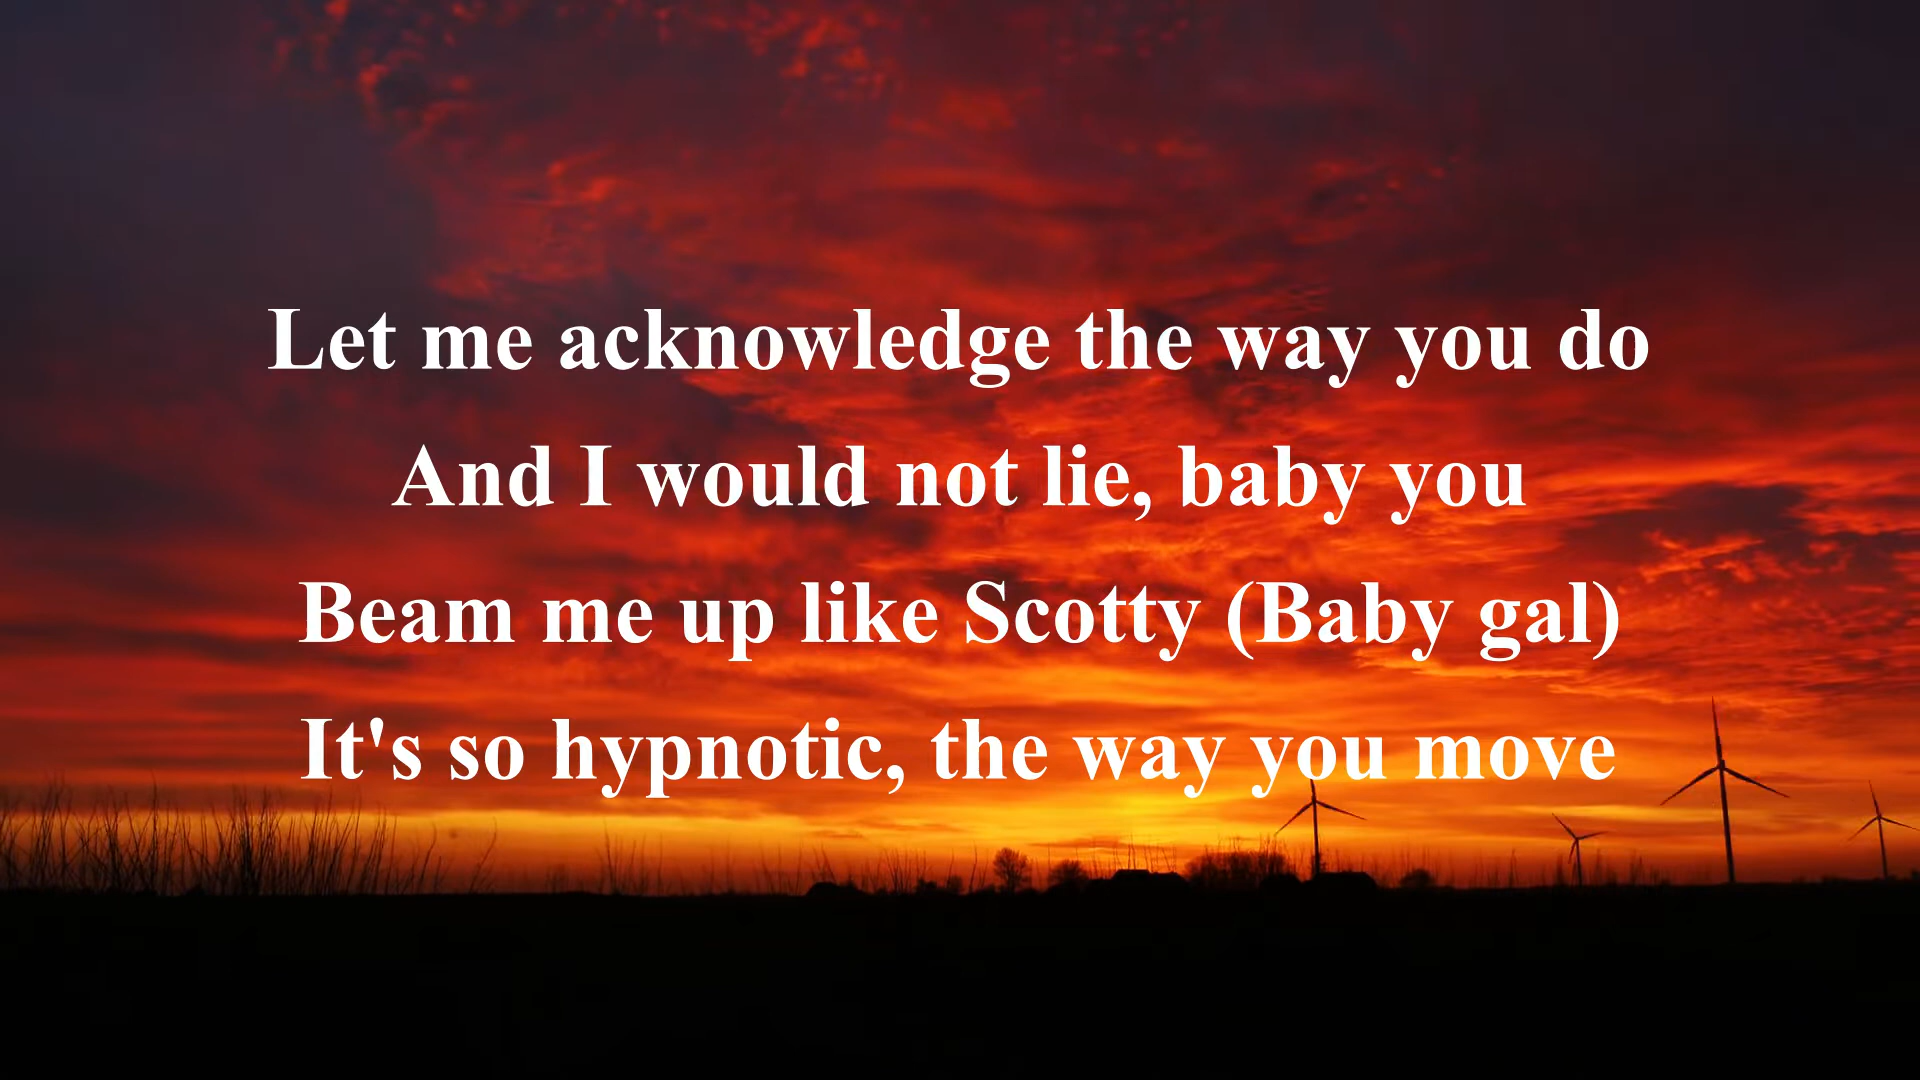 Let me acknowledge the way you do
And I would not lie, baby you
Beam me up like Scotty (Baby gal)
It's so hypnotic, the way you move